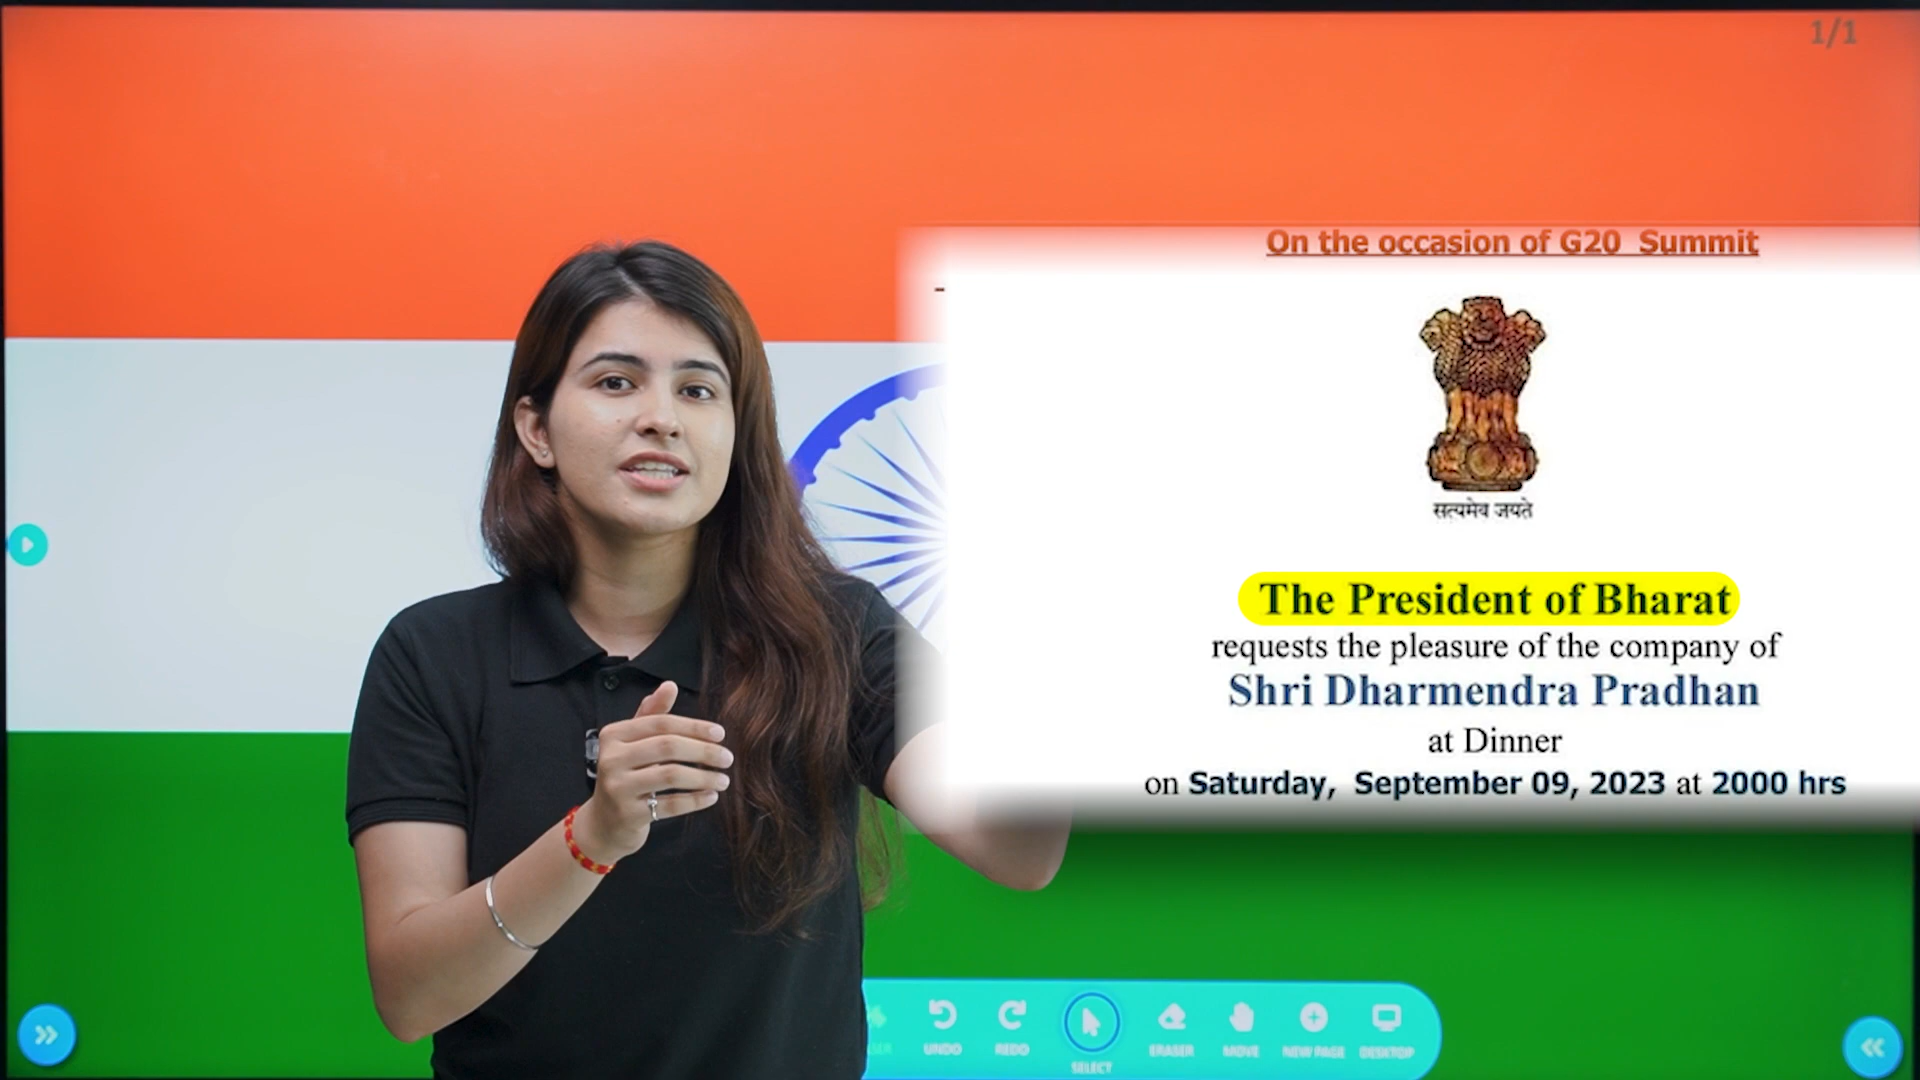 1/1
On the occasion of G20 Summit
सत्यमेव जयते
The President of Bharat
requests the pleasure of the company of
Shri Dharmendra Pradhan
at Dinner
on Saturday, September 09, 2023 at 2000 hrs
UNDO REDO SELECT ERASER MOVE NEW PAGE DESKTOP